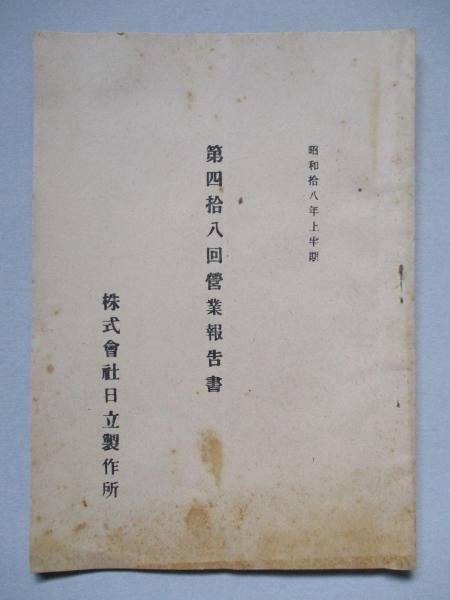 昭和拾八年上半期
第四拾八回營業報告書
株式會社日立製作所